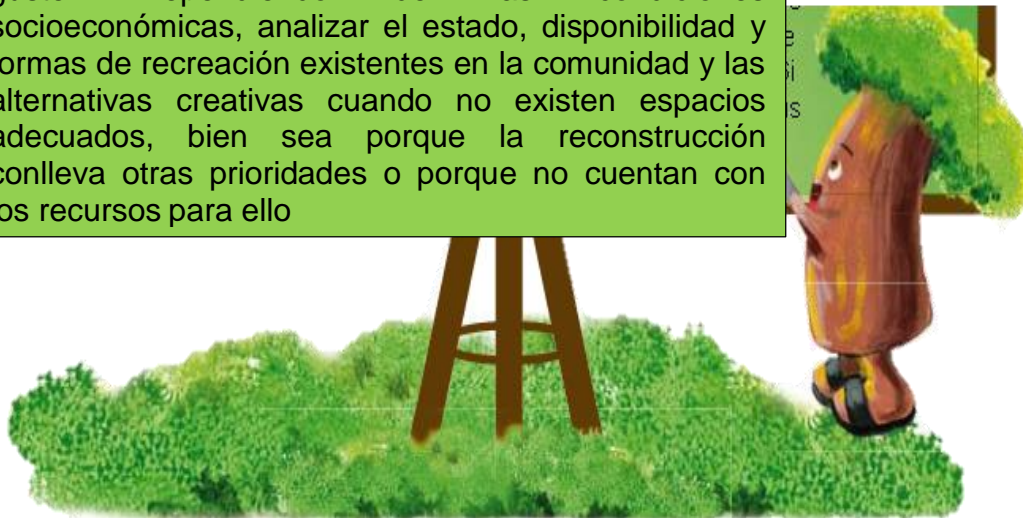 socioeconómicas, analizar el estado, disponibilidad y
formas de recreación existentes en la comunidad y las
alternativas creativas cuando no existen espacios
adecuados, bien sea porque la reconstrucción
conlleva otras prioridades o porque no cuentan con
los recursos para ello